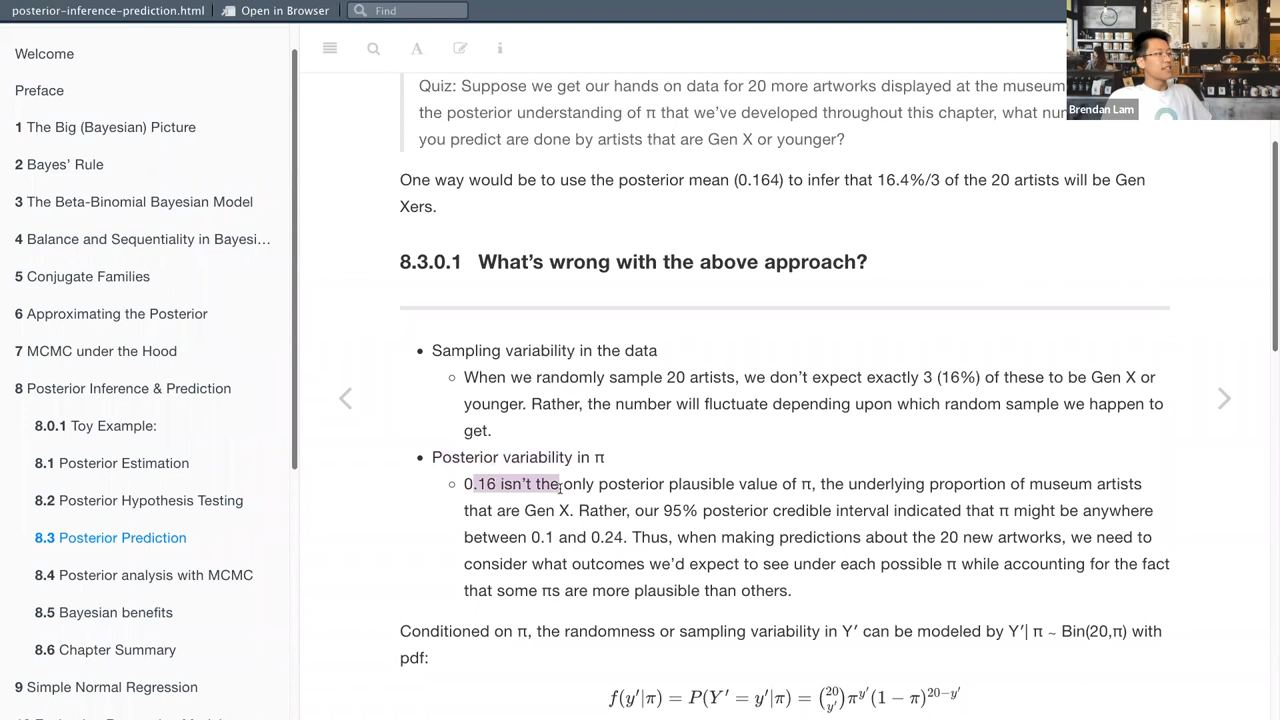 posterior-inference-prediction.html
Open in Browser
Find
Welcome
Preface
1 The Big (Bayesian) Picture
2 Bayes’ Rule
3 The Beta-Binomial Bayesian Model
4 Balance and Sequentiality in Bayesi…
5 Conjugate Families
6 Approximating the Posterior
7 MCMC under the Hood
8 Posterior Inference & Prediction
8.0.1 Toy Example:
8.1 Posterior Estimation
8.2 Posterior Hypothesis Testing
8.3 Posterior Prediction
8.4 Posterior analysis with MCMC
8.5 Bayesian benefits
8.6 Chapter Summary
9 Simple Normal Regression
Quiz: Suppose we get our hands on data for 20 more artworks displayed at the museum
the posterior understanding of π that we’ve developed throughout this chapter, what
you predict are done by artists that are Gen X or younger?
One way would be to use the posterior mean (0.164) to infer that 16.4%/3 of the 20 artists will be Gen
Xers.
8.3.0.1 What’s wrong with the above approach?
• Sampling variability in the data
○ When we randomly sample 20 artists, we don’t expect exactly 3 (16%) of these to be Gen X or
younger. Rather, the number will fluctuate depending upon which random sample we happen to
get.
• Posterior variability in π
○ 0.16 isn’t the only posterior plausible value of π, the underlying proportion of museum artists
that are Gen X. Rather, our 95% posterior credible interval indicated that π might be anywhere
between 0.1 and 0.24. Thus, when making predictions about the 20 new artworks, we need to
consider what outcomes we’d expect to see under each possible π while accounting for the fact
that some πs are more plausible than others.
Conditioned on π, the randomness or sampling variability in Y′ can be modeled by Y′| π ~ Bin(20,π) with
pdf:
f(y′|π) = P(Y′ = y′|π) = (20 y′) π^y′ (1 − π)^20−y′
Brendan Lam